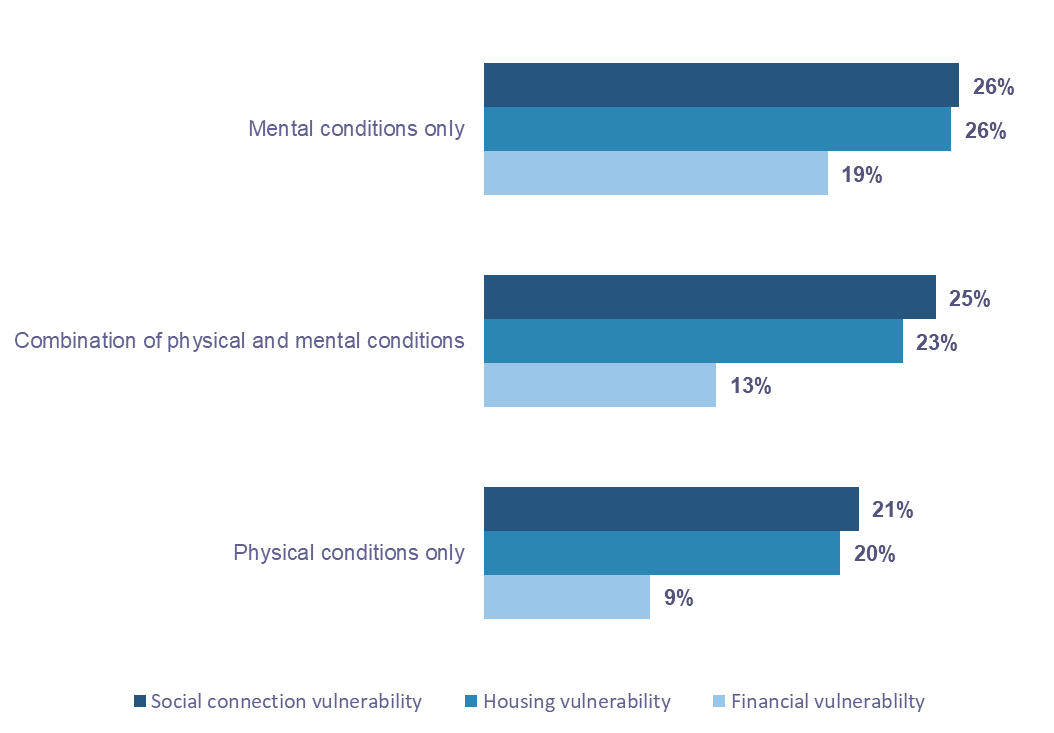 26%
Mental conditions only
26%
19%
25%
Combination of physical and mental conditions
23%
13%
21%
Physical conditions only
20%
9%
Social connection vulnerability Housing vulnerability Financial vulnerablilty